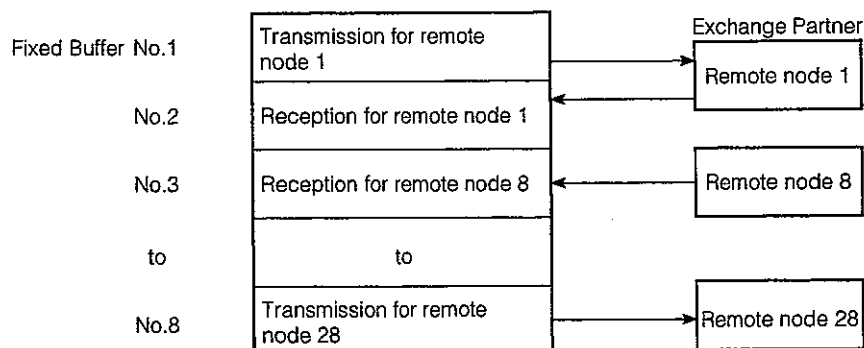 Exchange Partner
Fixed Buffer No.1
Transmission for remote
node 1
Remote node 1
No.2
Reception for remote node 1
No.3
Reception for remote node 8
Remote node 8
to
to
No.8
Transmission for remote
node 28
Remote node 28